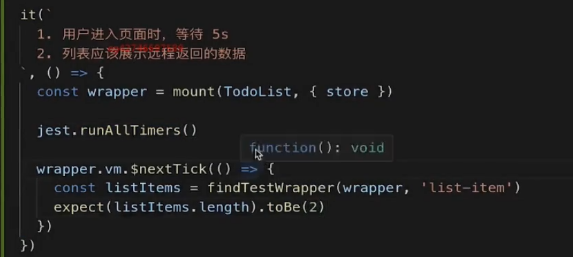 it(`
1. 用户进入页面时，等待 5s
2. 列表应该展示远程返回的数据
`, () => {
const wrapper = mount(TodoList, { store })
jest.runAllTimers()
function(): void
wrapper.vm.$nextTick(() => {
const listItems = findTestWrapper(wrapper, 'list-item')
expect(listItems.length).toBe(2)
})
})